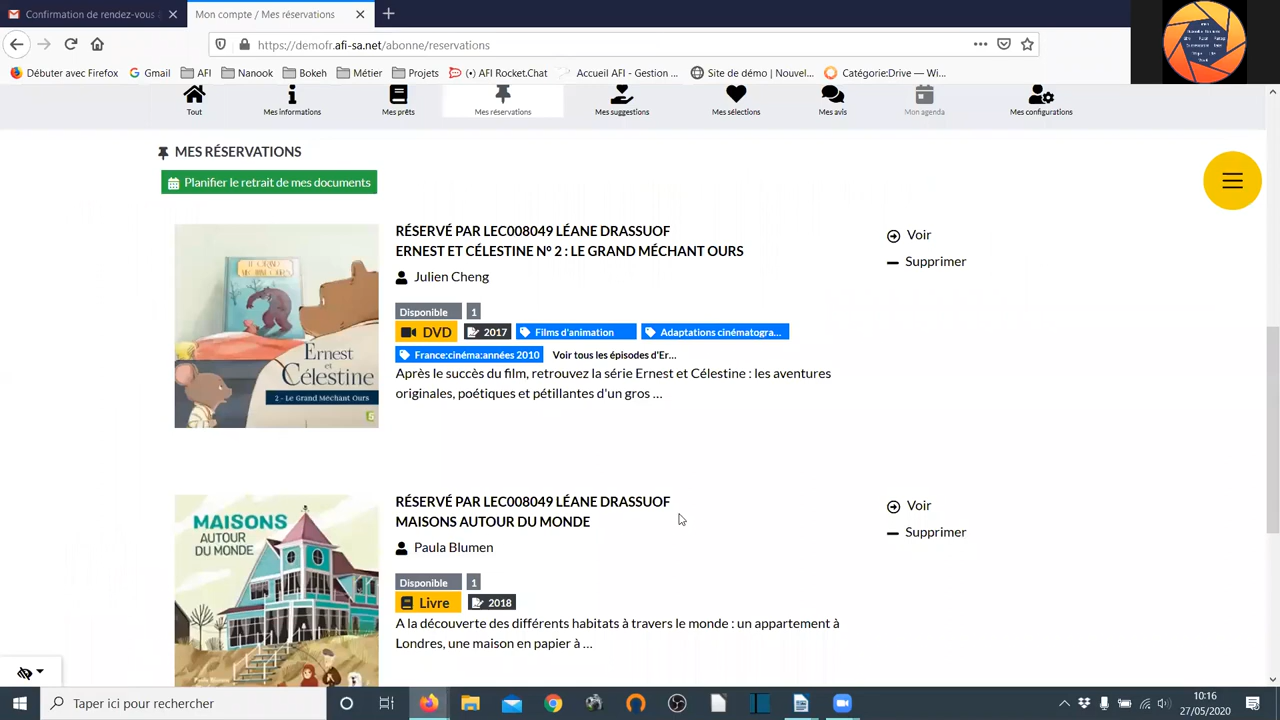 Confirmation de rendez-vous
Mon compte / Mes réservations
https://demofr.afi-sa.net/abonne/reservations
Débuter avec Firefox
Gmail
AFI
Nanook
Bokeh
Métier
Projets
(•) AFI Rocket.Chat
Accueil AFI - Gestion ...
Site de démo | Nouvel...
Catégorie:Drive — Wi...
Tout
Mes informations
Mes prêts
Mes réservations
Mes suggestions
Mes sélections
Mes avis
Mon agenda
Mes configurations
MES RÉSERVATIONS
Planifier le retrait de mes documents
RÉSERVÉ PAR LEC008049 LÉANE DRASSUOF
ERNEST ET CÉLESTINE N° 2 : LE GRAND MÉCHANT OURS
Julien Cheng
Disponible 1
DVD 2017 Films d'animation Adaptations cinématogra...
France:cinéma:années 2010 Voir tous les épisodes d'Er...
Après le succès du film, retrouvez la série Ernest et Célestine : les aventures
originales, poétiques et pétillantes d'un gros ...
Voir
Supprimer
Ernest
et
Célestine
2 - Le Grand Méchant Ours
5
RÉSERVÉ PAR LEC008049 LÉANE DRASSUOF
MAISONS AUTOUR DU MONDE
Paula Blumen
Disponible 1
Livre 2018
A la découverte des différents habitats à travers le monde : un appartement à
Londres, une maison en papier à ...
Voir
Supprimer
MAISONS
AUTOUR
DU MONDE
Taper ici pour rechercher
10:16
27/05/2020